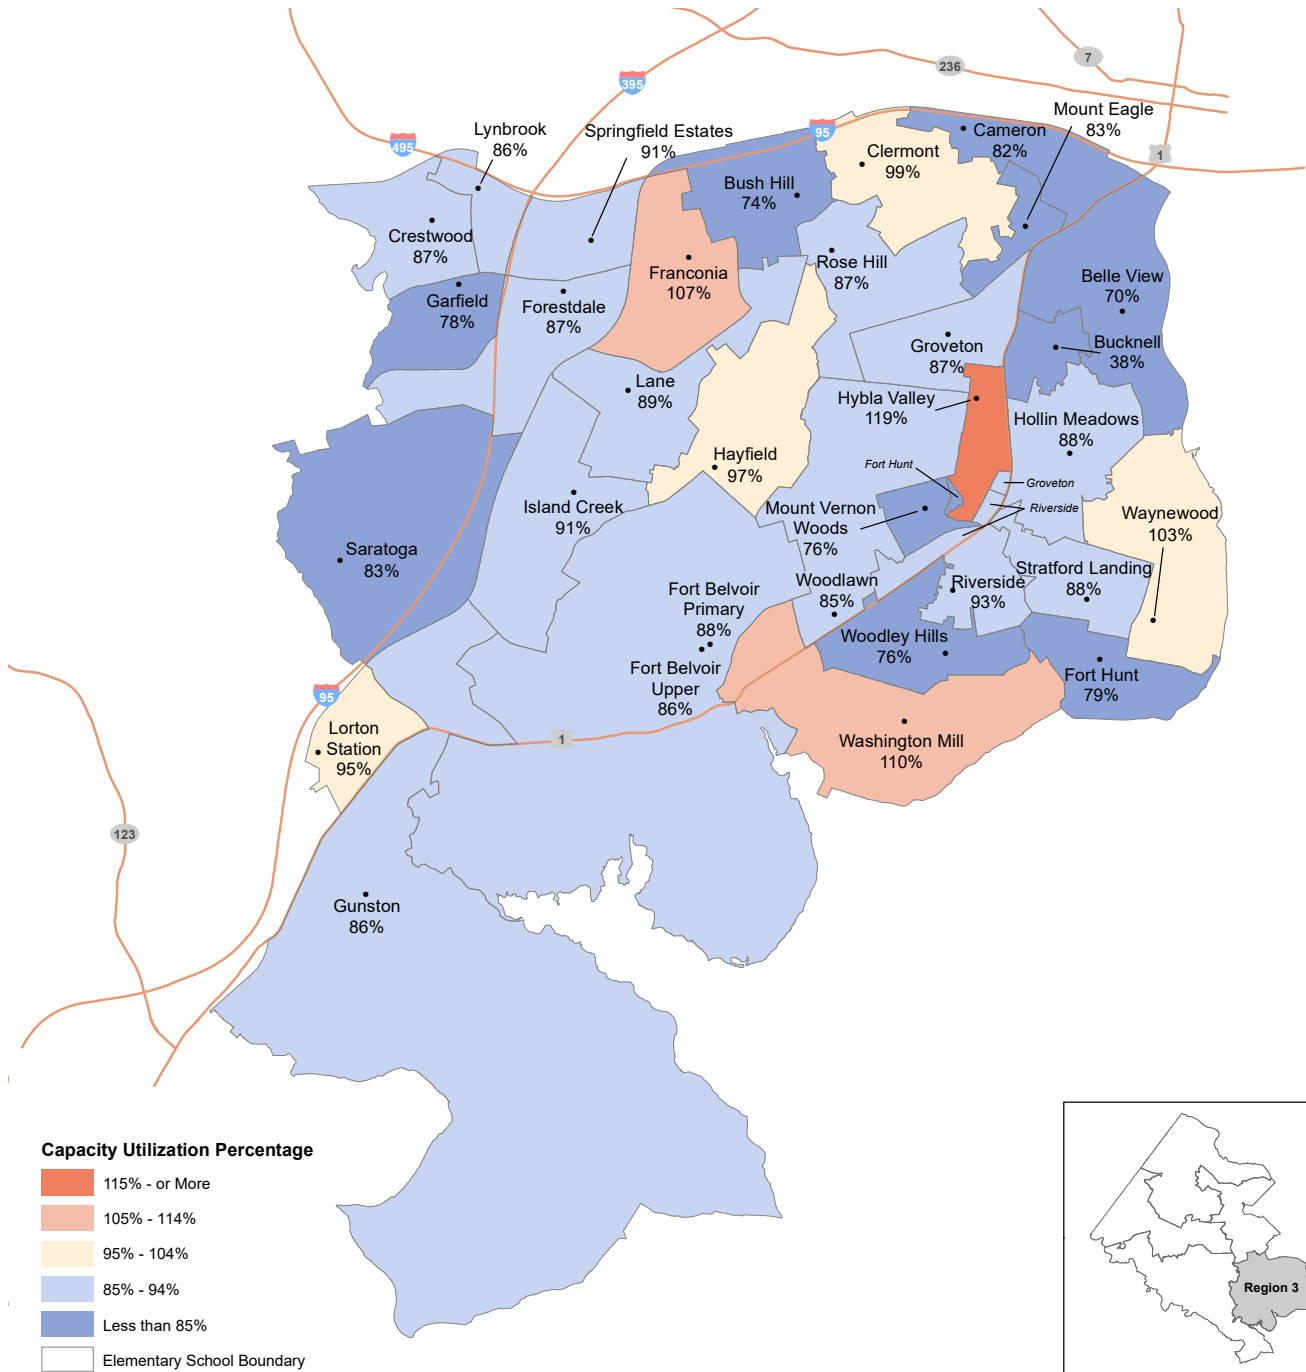 7
236
395
Mount Eagle
83%
Lynbrook
86%
Springfield Estates
91%
95
Cameron
82%
495
Clermont
99%
1
Bush Hill
74%
Crestwood
87%
Franconia
107%
Rose Hill
87%
Belle View
70%
Garfield
78%
Forestdale
87%
Groveton
87%
Bucknell
38%
Lane
89%
Hybla Valley
119%
Hollin Meadows
88%
Hayfield
97%
Fort Hunt
Groveton
Island Creek
91%
Mount Vernon
Woods
76%
Riverside
Waynewood
103%
Saratoga
83%
Fort Belvoir
Primary
88%
Woodlawn
85%
Riverside
93%
Stratford Landing
88%
Woodley Hills
76%
Fort Belvoir
Upper
86%
Fort Hunt
79%
95
Lorton
Station
95%
1
Washington Mill
110%
123
Gunston
86%
Capacity Utilization Percentage
115% - or More
105% - 114%
95% - 104%
85% - 94%
Less than 85%
Elementary School Boundary
Region 3